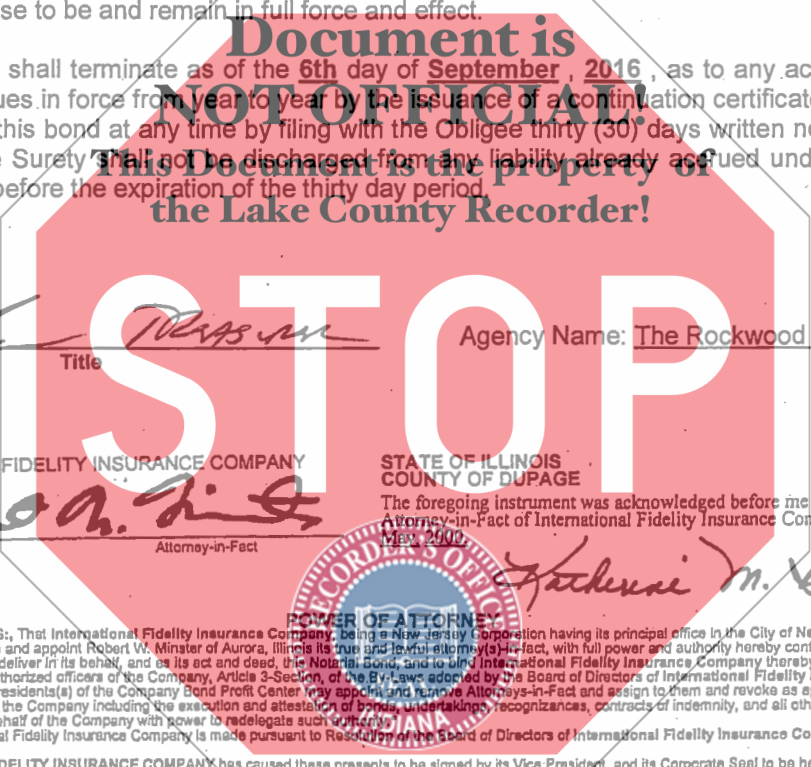 se to be and remain in full force and effect.
Document is
shall terminate as of the 6th day of September , 2016 , as to any ac
ues in force from year to year by the issuance of a continuation certificate
NOT OFFICIAL!
this bond at any time by filing with the Obligee thirty (30) days written n
e Surety shall not be discharged from any liability already accrued und
This Document is the property of
before the expiration of the thirty day period.
the Lake County Recorder!
STOP
Agency Name: The Rockwood
Title
FIDELITY INSURANCE COMPANY
STATE OF ILLINOIS
COUNTY OF DUPAGE
The foregoing instrument was acknowledged before me
Attorney-in-Fact of International Fidelity Insurance Com
May, 2000.
Attorney-in-Fact
Katherine M.
RECORDER'S OFFIC
POWER OF ATTORNEY
S:, That International Fidelity Insurance Company, being a New Jersey Corporation having its principal office in the City of Ne
and appoint Robert W. Minster of Aurora, Illinois its true and lawful attorney(s)-in-fact, with full power and authority hereby conf
deliver in its behalf, and as its act and deed, this Notary Bond, and to bind International Fidelity Insurance Company thereb
thorized officers of the Company, Article 3-Sec By-Laws adopted by the Board of Directors of International Fidelity
residents(s) of the Company Bond Profit Center may appoint and remove Attorneys-in-Fact and assign to them and revoke as a
the Company including the execution and attestation of bonds, undertakings, recognizances, contracts of indemnity, and all oth
ehalf of the Company with power to redelegate such authority.
al Fidelity Insurance Company is made pursuant to Resolution of the Board of Directors of International Fidelity Insurance Co
INDIANA
DELITY INSURANCE COMPANY has caused these presents to be signed by its Vice-President, and its Corporate Seal to be h